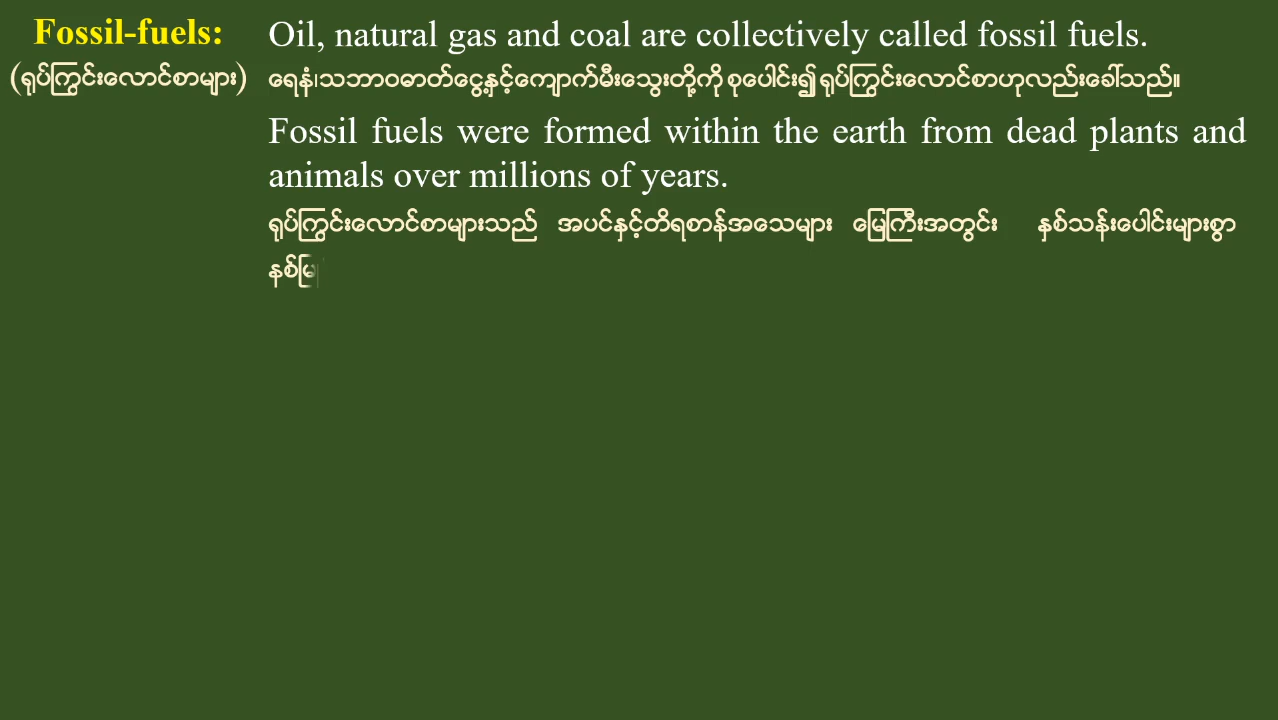 Fossil-fuels: Oil, natural gas and coal are collectively called fossil fuels.
(ရုပ်ကြွင်းလောင်စာများ) ရေနံ၊သဘာဝဓာတ်ငွေ့နှင့်ကျောက်မီးသွေးတို့ကို စုပေါင်း၍ ရုပ်ကြွင်းလောင်စာဟုလည်းခေါ်သည်။
Fossil fuels were formed within the earth from dead plants and
animals over millions of years.
ရုပ်ကြွင်းလောင်စာများသည် အပင်နှင့်တိရစာန်အသေများ မြေကြီးအတွင်း နှစ်သန်းပေါင်းများစွာ